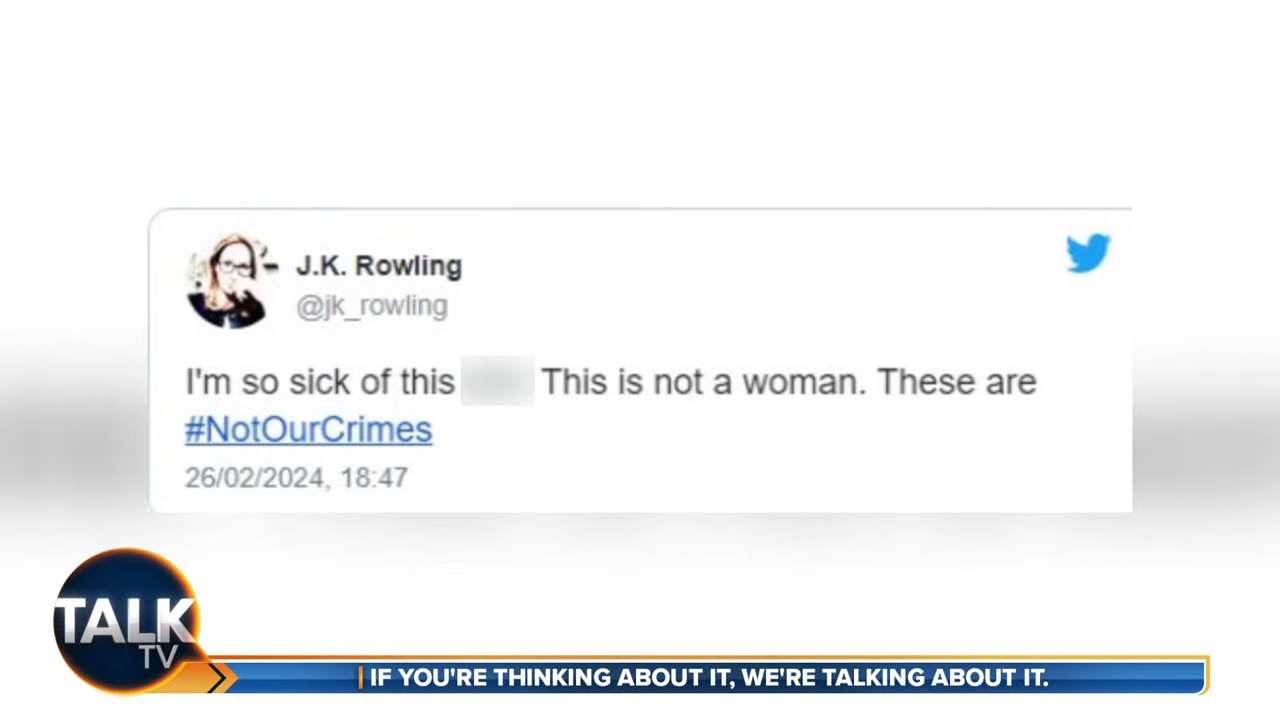 J.K. Rowling
@jk_rowling
I'm so sick of this This is not a woman. These are
#NotOurCrimes
26/02/2024, 18:47
TALK
TV
IF YOU'RE THINKING ABOUT IT, WE'RE TALKING ABOUT IT.